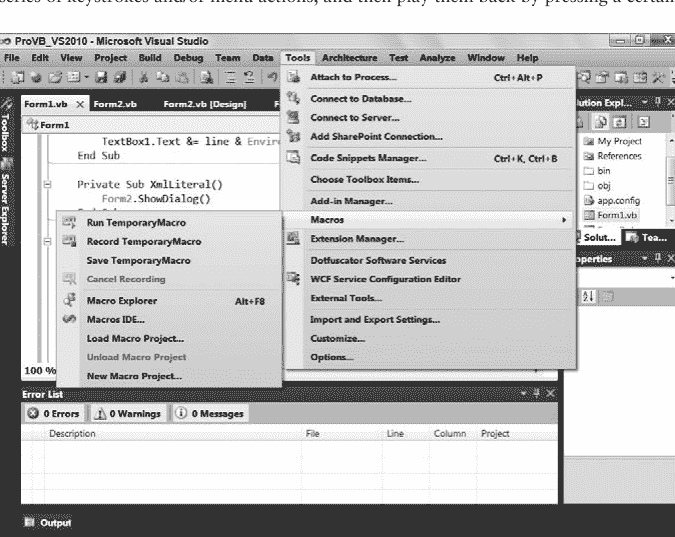 series of keystrokes and/or menu actions, and then play them back by pressing a certain
ProVB_VS2010 - Microsoft Visual Studio
File Edit View Project Build Debug Team Data Tools Architecture Test Analyze Window Help
Form1.vb Form2.vb Form2.vb [Design]
Form1
TextBox1.Text &= line & Envir
End Sub
Private Sub XmlLiteral()
Form2.ShowDialog()
Toolbox
Server Explorer
Attach to Process... Ctrl+Alt+P
Connect to Database...
Connect to Server...
Add SharePoint Connection...
Code Snippets Manager... Ctrl+K, Ctrl+B
Choose Toolbox Items...
Add-in Manager...
Macros
Extension Manager...
Dotfuscator Software Services
WCF Service Configuration Editor
External Tools...
Import and Export Settings...
Customize...
Options...
Run TemporaryMacro
Record TemporaryMacro
Save TemporaryMacro
Cancel Recording
Macro Explorer Alt+F8
Macros IDE...
Load Macro Project...
Unload Macro Project
New Macro Project...
100 %
lution Expl...
My Project
References
bin
obj
app.config
Form1.vb
Solut... Tea...
operties
Error List
0 Errors 0 Warnings 0 Messages
Description File Line Column Project
Output